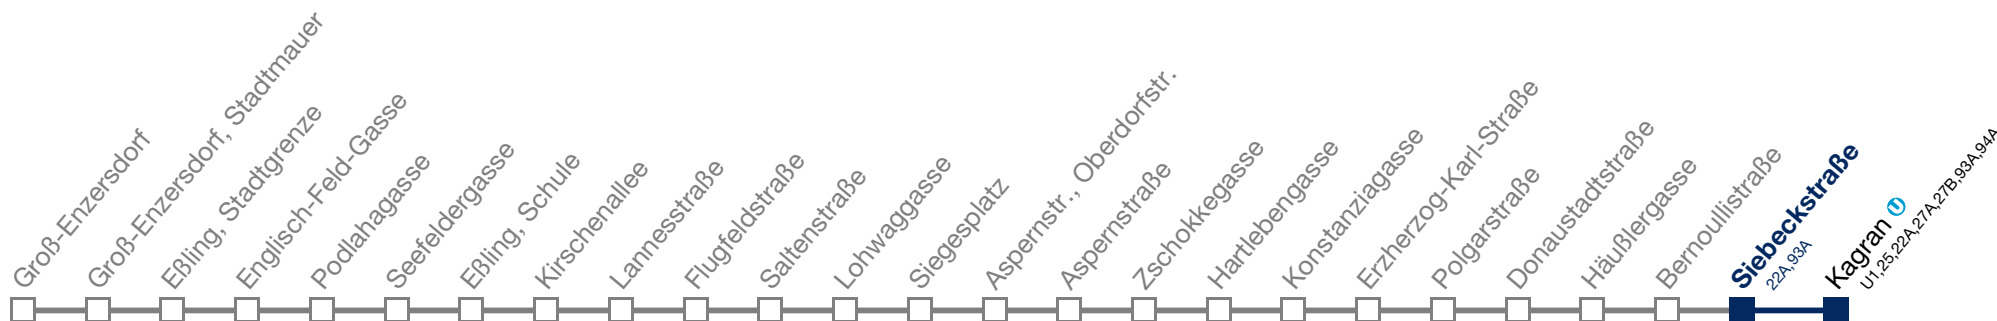 Groß-Enzersdorf
Groß-Enzersdorf, Stadtmauer
Eßling, Stadtgrenze
Englisch-Feld-Gasse
Podlahagasse
Seefeldergasse
Eßling, Schule
Kirschenallee
Lannesstraße
Flugfeldstraße
Saltenstraße
Lohwaggasse
Siegesplatz
Aspernstr., Oberdorfstr.
Aspernstraße
Zschokkegasse
Hartlebengasse
Konstanziagasse
Erzherzog-Karl-Straße
Polgarstraße
Donaustadtstraße
Häußlergasse
Bernoullistraße
Siebeckstraße
22A,93A
Kagran U
U1,25,22A,27A,27B,93A,94A